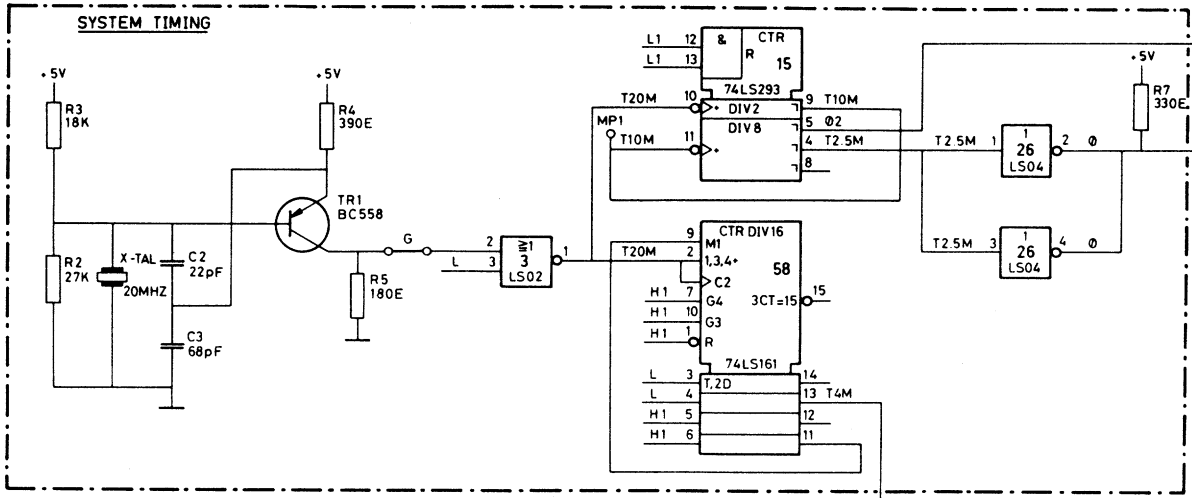 SYSTEM TIMING
+5V
R3
18K
R2
27K
X-TAL
20MHZ
C2
22pF
C3
68pF
+5V
R4
390E
TR1
BC558
R5
180E
G
L
2
3
≥1
3
LS02
1
L1 12
L1 13
&
R
CTR
15
74LS293
T20M 10
DIV2
9 T10M
MP1
T10M 11
DIV8
5 Ø2
4 T2.5M
8
T20M
9
2
M1
1,3,4+
C2
CTR DIV16
58
H1 7
G4
H1 10
G3
H1 1
R
3CT=15
15
74LS161
L 3
T,2D
14
L 4
13 T4M
H1 5
12
H1 6
11
T2.5M 1
1
26
LS04
2 Ø
T2.5M 3
1
26
LS04
4 Ø
+5V
R7
330E